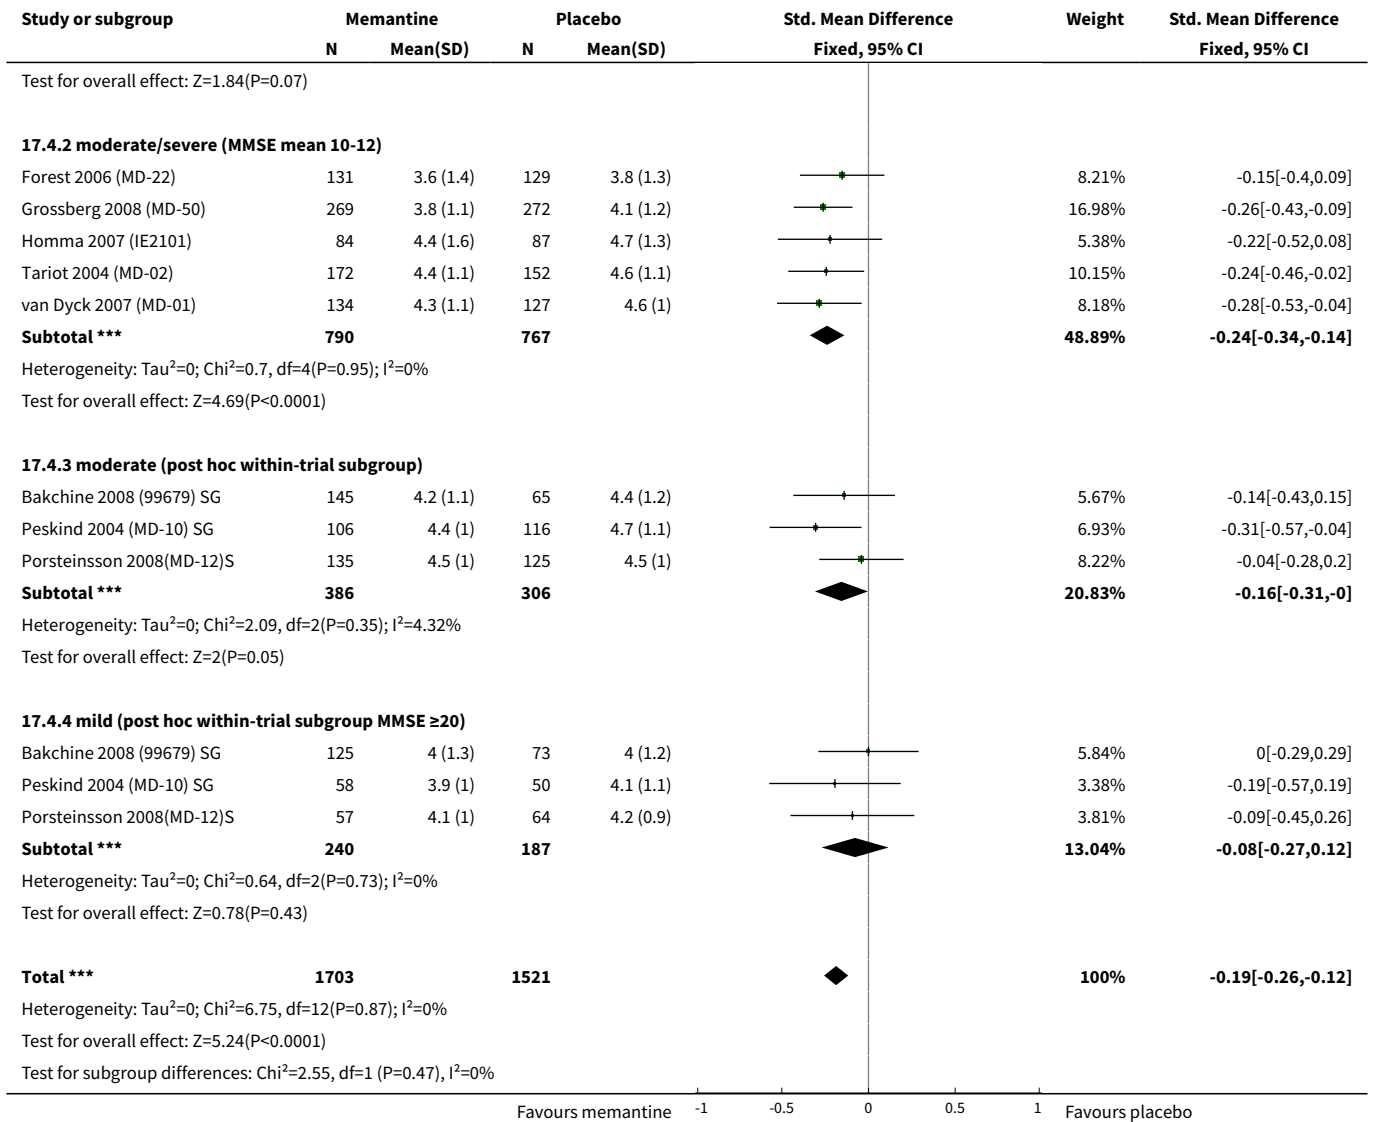 Study or subgroup Memantine Placebo Std. Mean Difference Weight Std. Mean Difference
N Mean(SD) N Mean(SD) Fixed, 95% CI Fixed, 95% CI
Test for overall effect: Z=1.84(P=0.07)
17.4.2 moderate/severe (MMSE mean 10-12)
Forest 2006 (MD-22) 131 3.6 (1.4) 129 3.8 (1.3) 8.21% -0.15[-0.4,0.09]
Grossberg 2008 (MD-50) 269 3.8 (1.1) 272 4.1 (1.2) 16.98% -0.26[-0.43,-0.09]
Homma 2007 (IE2101) 84 4.4 (1.6) 87 4.7 (1.3) 5.38% -0.22[-0.52,0.08]
Tariot 2004 (MD-02) 172 4.4 (1.1) 152 4.6 (1.1) 10.15% -0.24[-0.46,-0.02]
van Dyck 2007 (MD-01) 134 4.3 (1.1) 127 4.6 (1) 8.18% -0.28[-0.53,-0.04]
Subtotal *** 790 767 48.89% -0.24[-0.34,-0.14]
Heterogeneity: Tau²=0; Chi²=0.7, df=4(P=0.95); I²=0%
Test for overall effect: Z=4.69(P<0.0001)
17.4.3 moderate (post hoc within-trial subgroup)
Bakchine 2008 (99679) SG 145 4.2 (1.1) 65 4.4 (1.2) 5.67% -0.14[-0.43,0.15]
Peskind 2004 (MD-10) SG 106 4.4 (1) 116 4.7 (1.1) 6.93% -0.31[-0.57,-0.04]
Porsteinsson 2008(MD-12)S 135 4.5 (1) 125 4.5 (1) 8.22% -0.04[-0.28,0.2]
Subtotal *** 386 306 20.83% -0.16[-0.31,-0]
Heterogeneity: Tau²=0; Chi²=2.09, df=2(P=0.35); I²=4.32%
Test for overall effect: Z=2(P=0.05)
17.4.4 mild (post hoc within-trial subgroup MMSE ≥20)
Bakchine 2008 (99679) SG 125 4 (1.3) 73 4 (1.2) 5.84% 0[-0.29,0.29]
Peskind 2004 (MD-10) SG 58 3.9 (1) 50 4.1 (1.1) 3.38% -0.19[-0.57,0.19]
Porsteinsson 2008(MD-12)S 57 4.1 (1) 64 4.2 (0.9) 3.81% -0.09[-0.45,0.26]
Subtotal *** 240 187 13.04% -0.08[-0.27,0.12]
Heterogeneity: Tau²=0; Chi²=0.64, df=2(P=0.73); I²=0%
Test for overall effect: Z=0.78(P=0.43)
Total *** 1703 1521 100% -0.19[-0.26,-0.12]
Heterogeneity: Tau²=0; Chi²=6.75, df=12(P=0.87); I²=0%
Test for overall effect: Z=5.24(P<0.0001)
Test for subgroup differences: Chi²=2.55, df=1 (P=0.47), I²=0%
Favours memantine -1 -0.5 0 0.5 1 Favours placebo